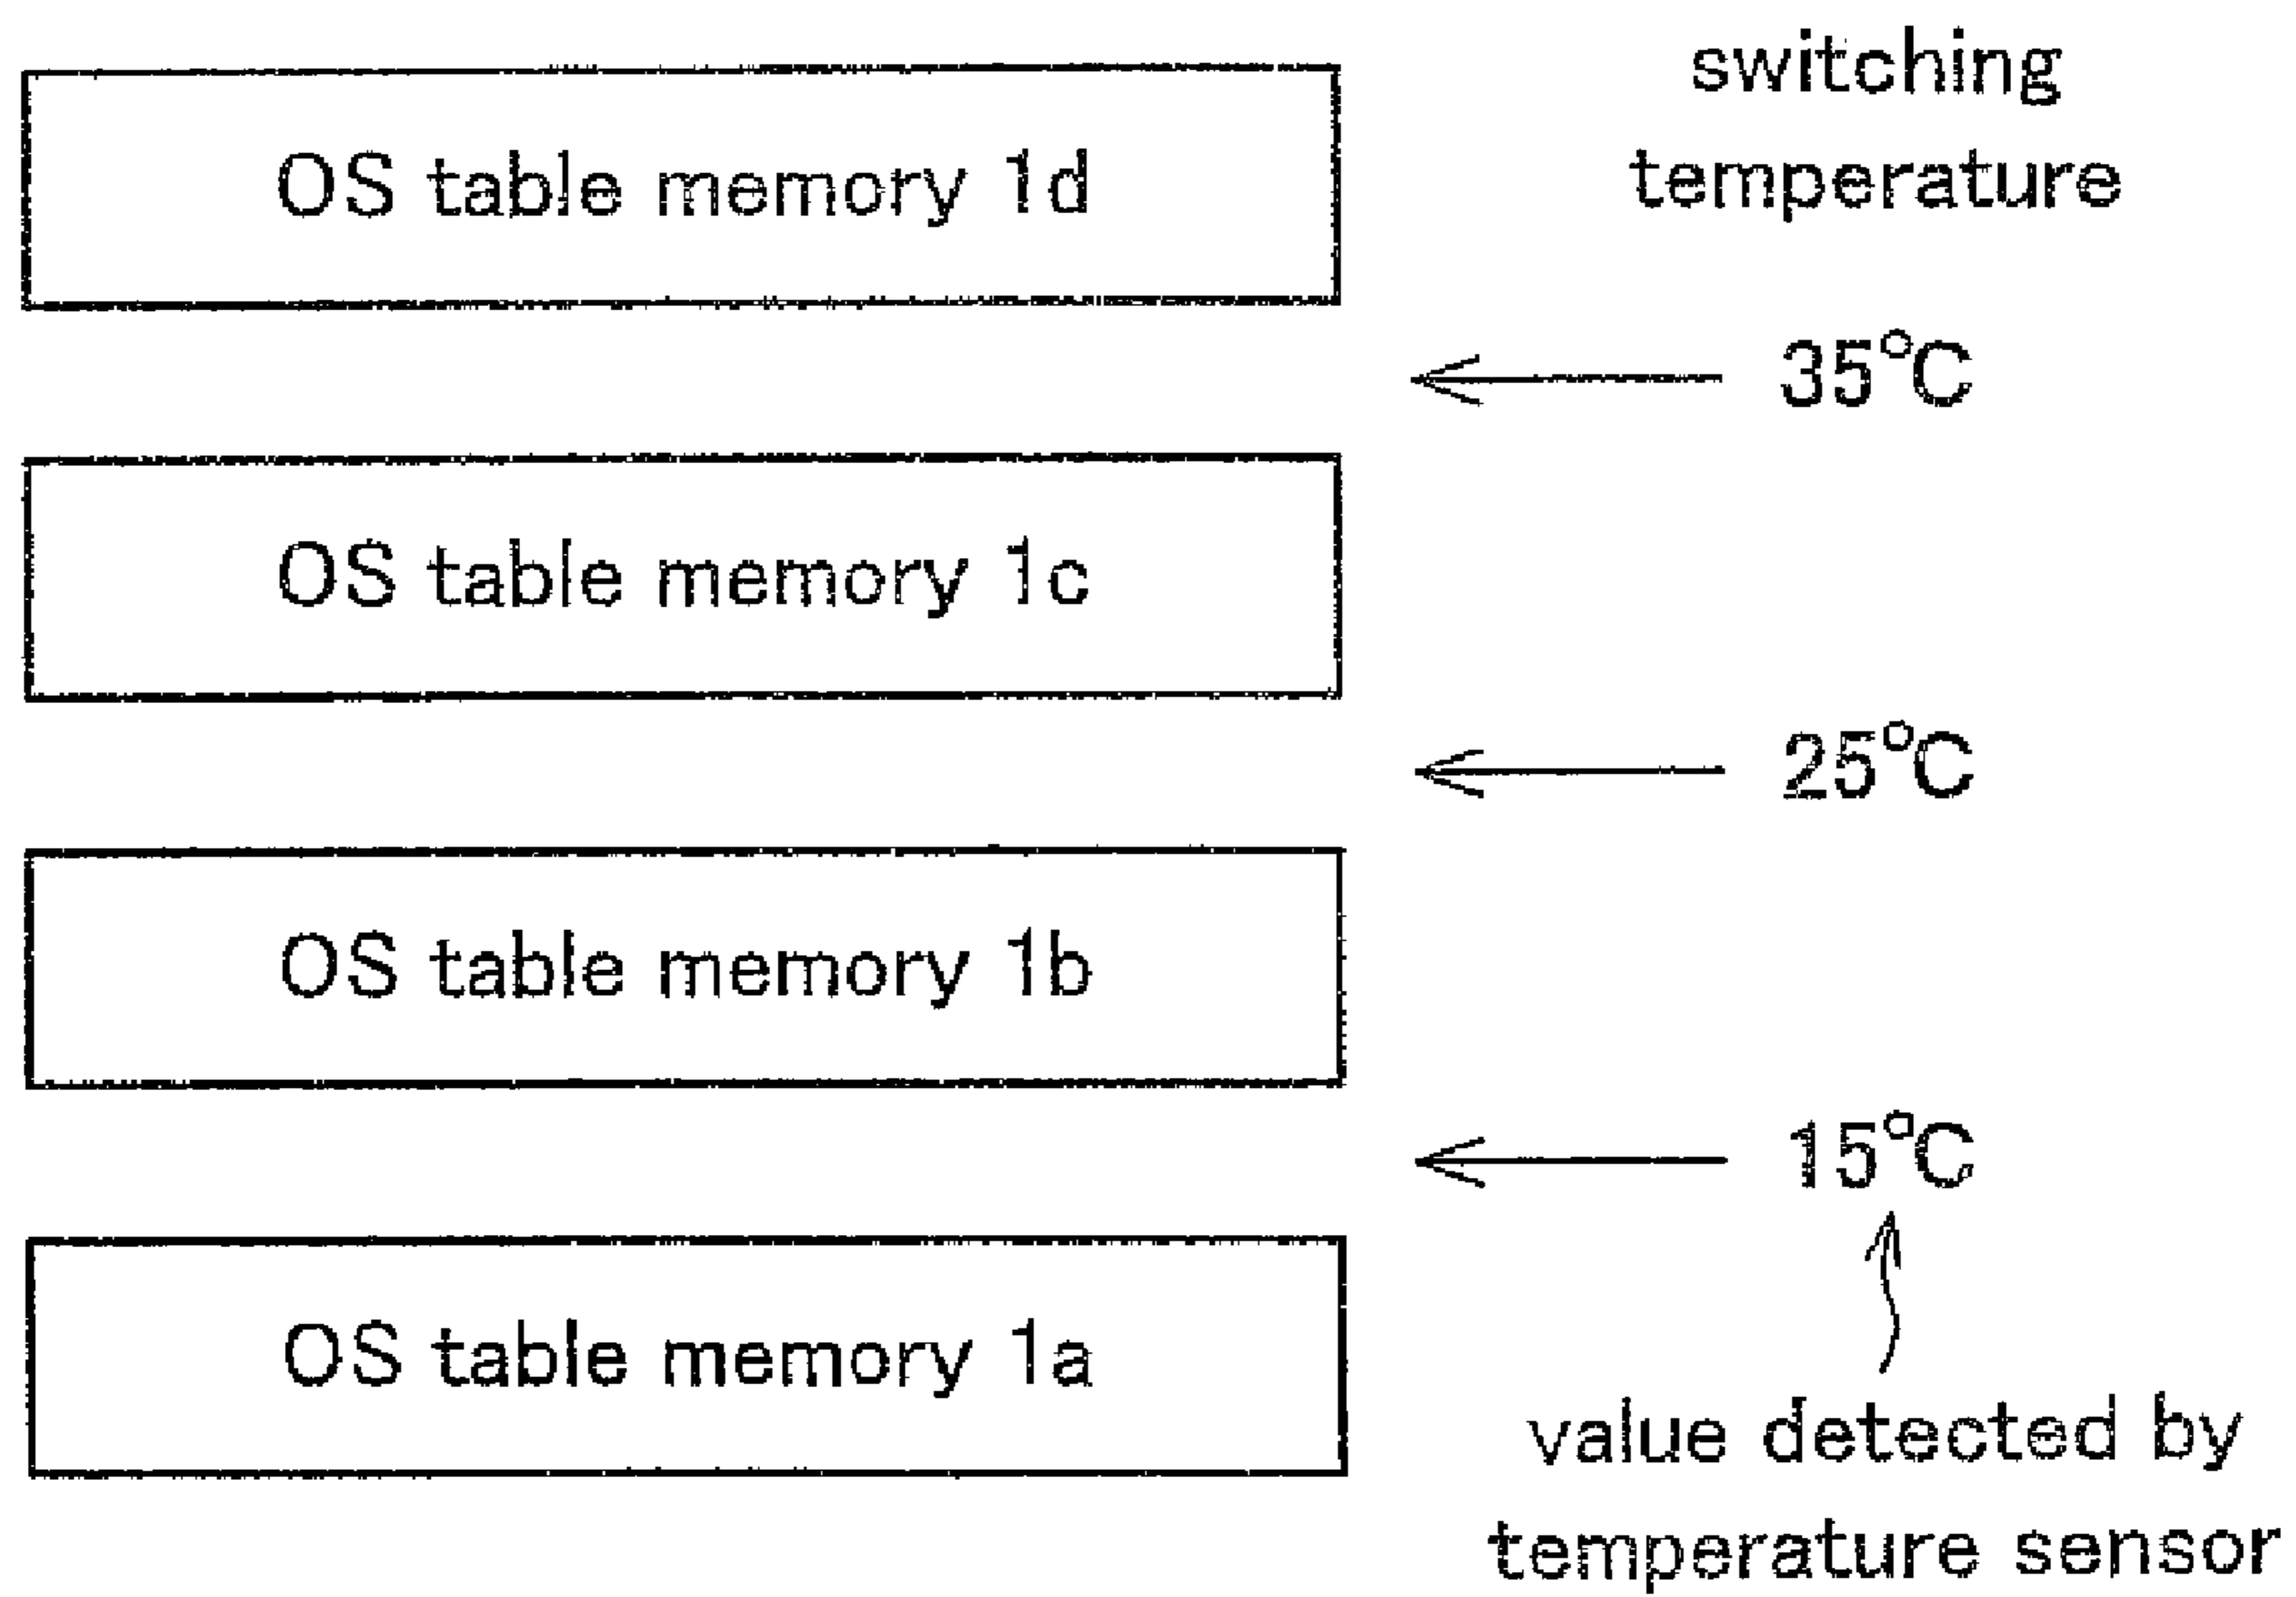 switching
temperature
OS table memory 1d
35°C
OS table memory 1c
25°C
OS table memory 1b
15°C
OS table memory 1a
value detected by
temperature sensor